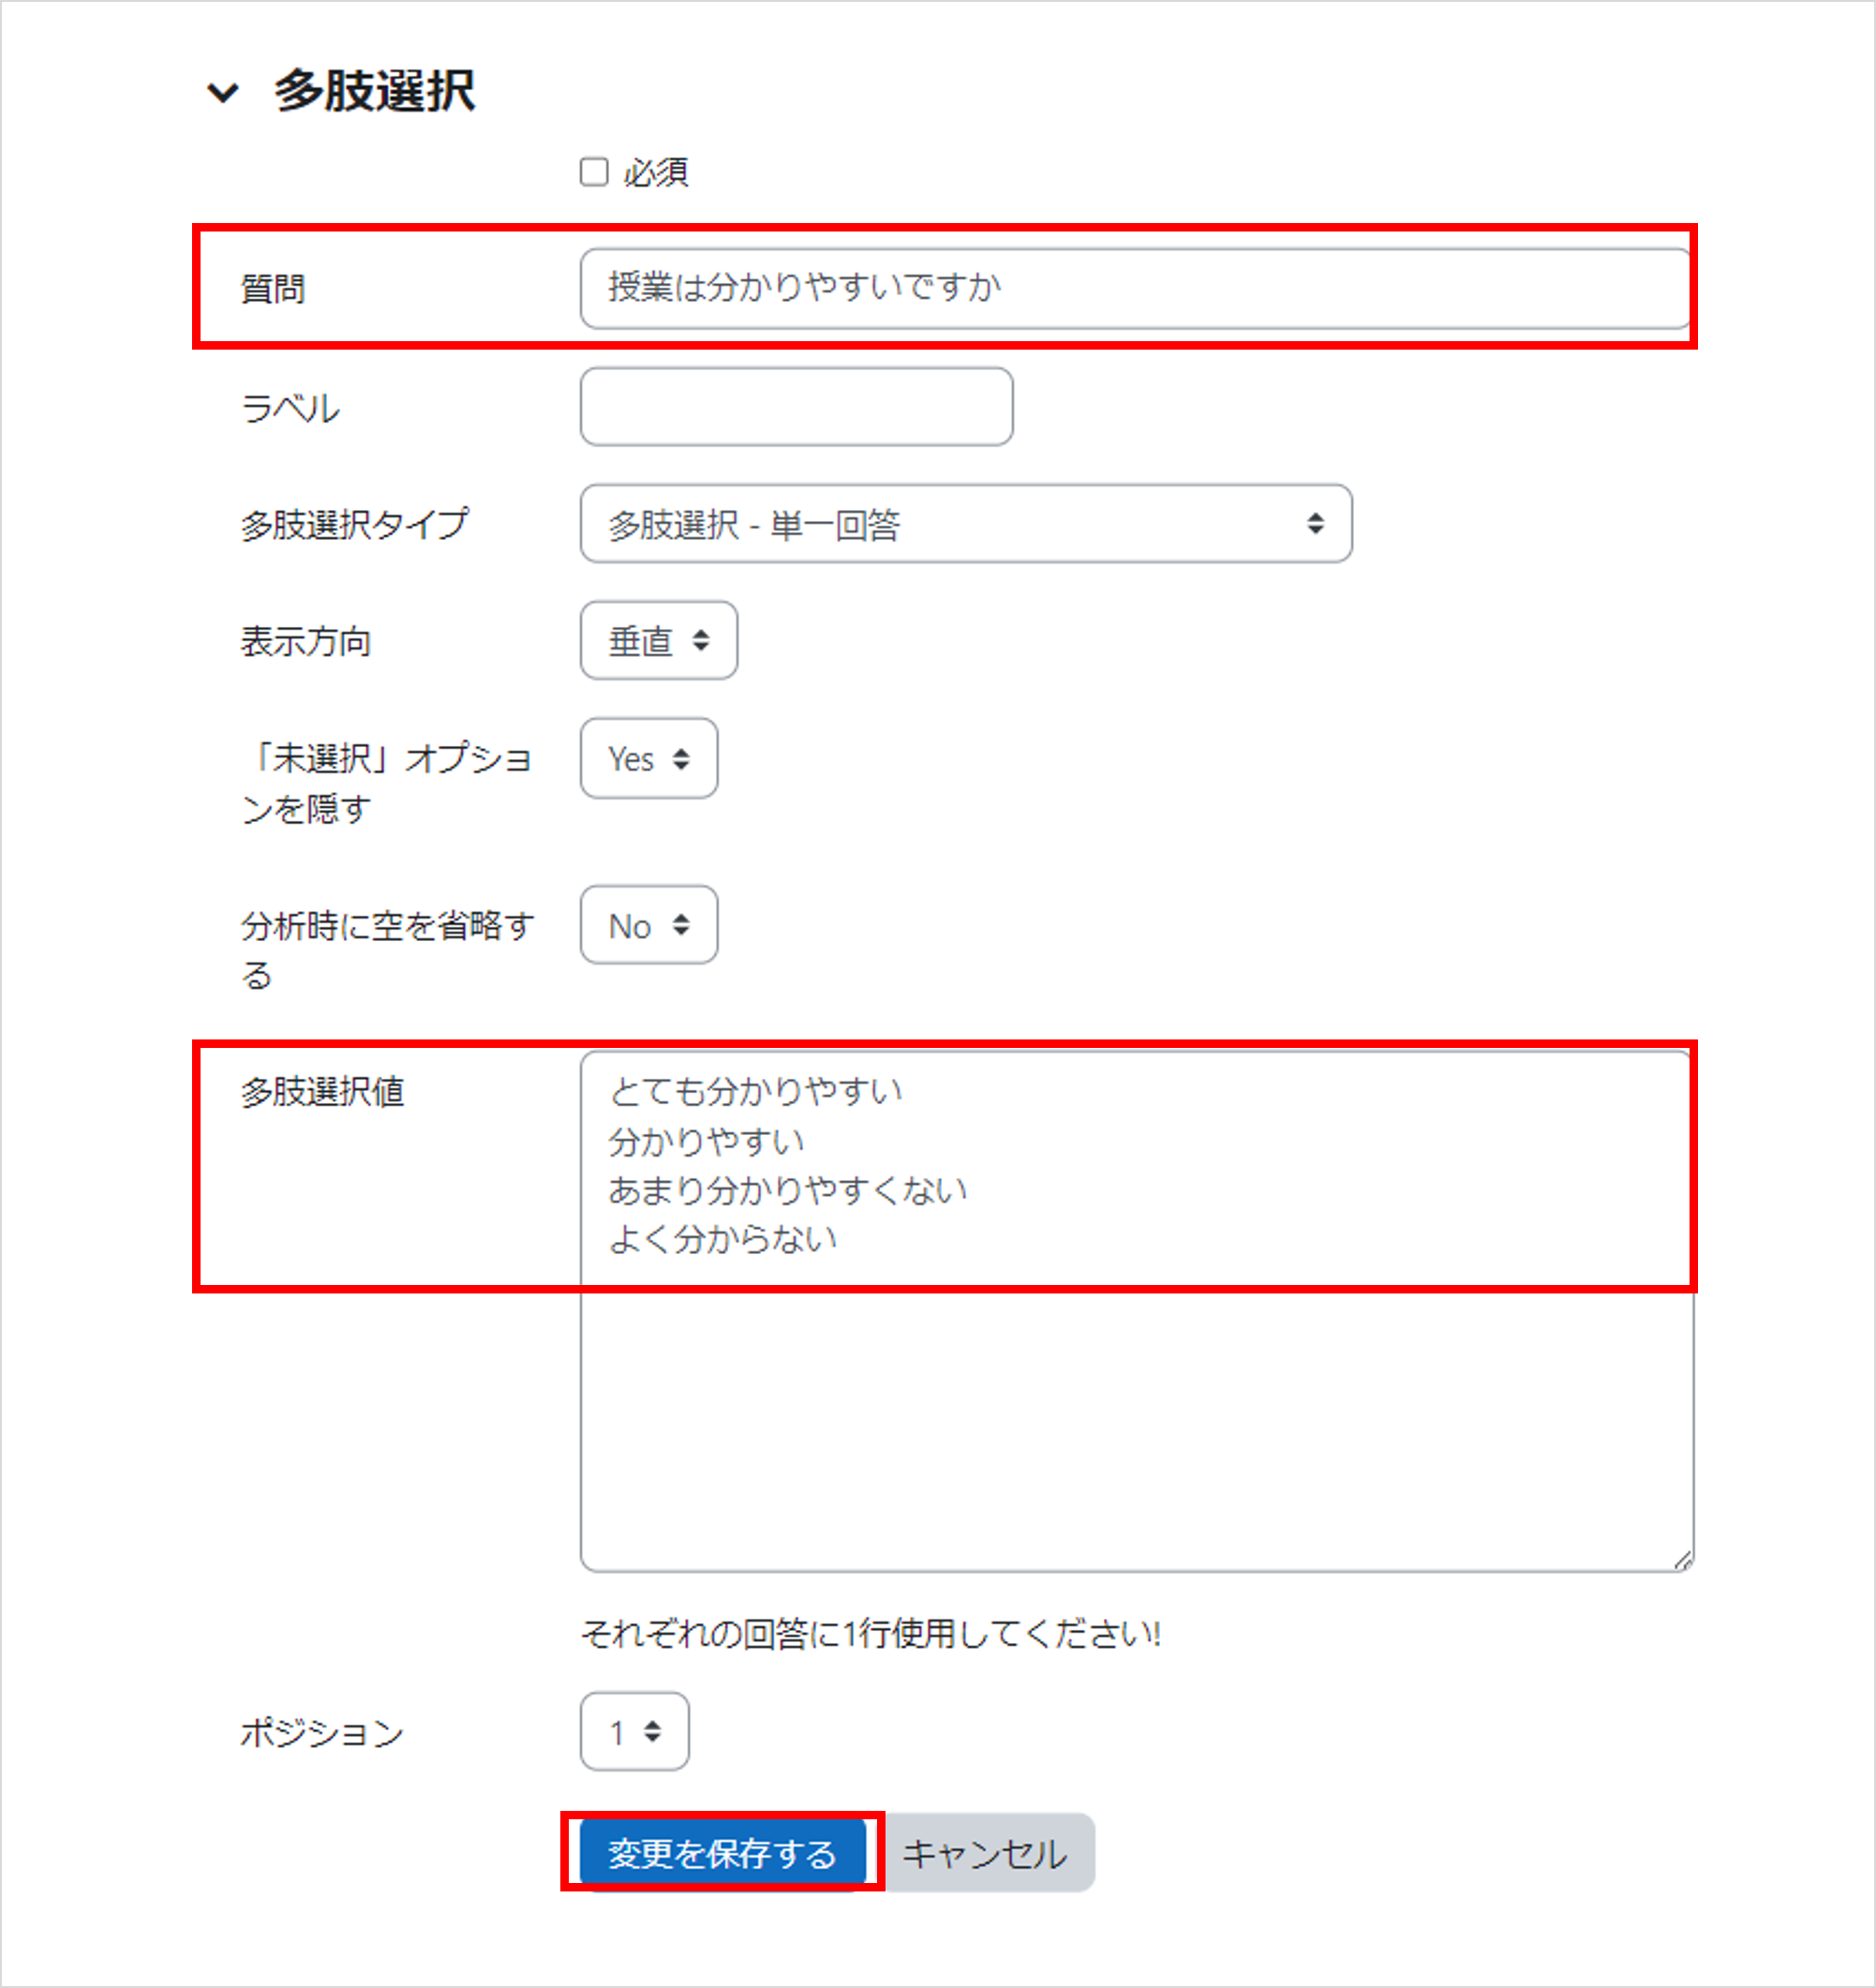 多肢選択
必須
質問
授業は分かりやすいですか
ラベル
多肢選択タイプ
多肢選択 - 単一回答
表示方向
垂直
「未選択」オプショ
ンを隠す
Yes
分析時に空を省略す
る
No
多肢選択値
とても分かりやすい
分かりやすい
あまり分かりやすくない
よく分からない
それぞれの回答に1行使用してください!
ポジション
1
変更を保存する
キャンセル